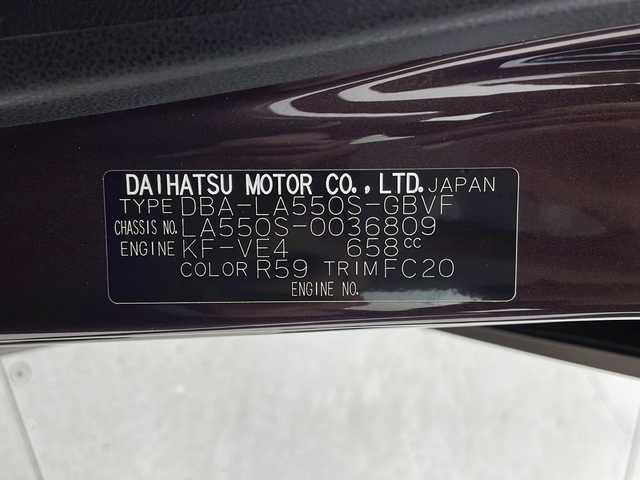 DAIHATSU MOTOR CO., LTD. JAPAN
TYPE DBA-LA550S-GBVF
CHASSIS NO. LA550S-0036809
ENGINE KF-VE4 658cc
COLOR R59 TRIM FC20
ENGINE NO.